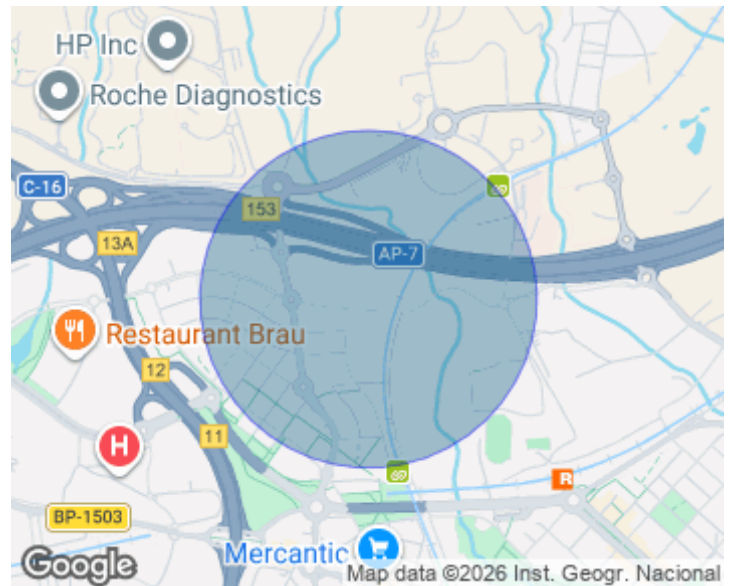 HP Inc
Roche Diagnostics
C-16
153
13A
AP-7
Restaurant Brau
12
H
11
R
BP-1503
Mercantic
Google
Map data ©2026 Inst. Geogr. Nacional